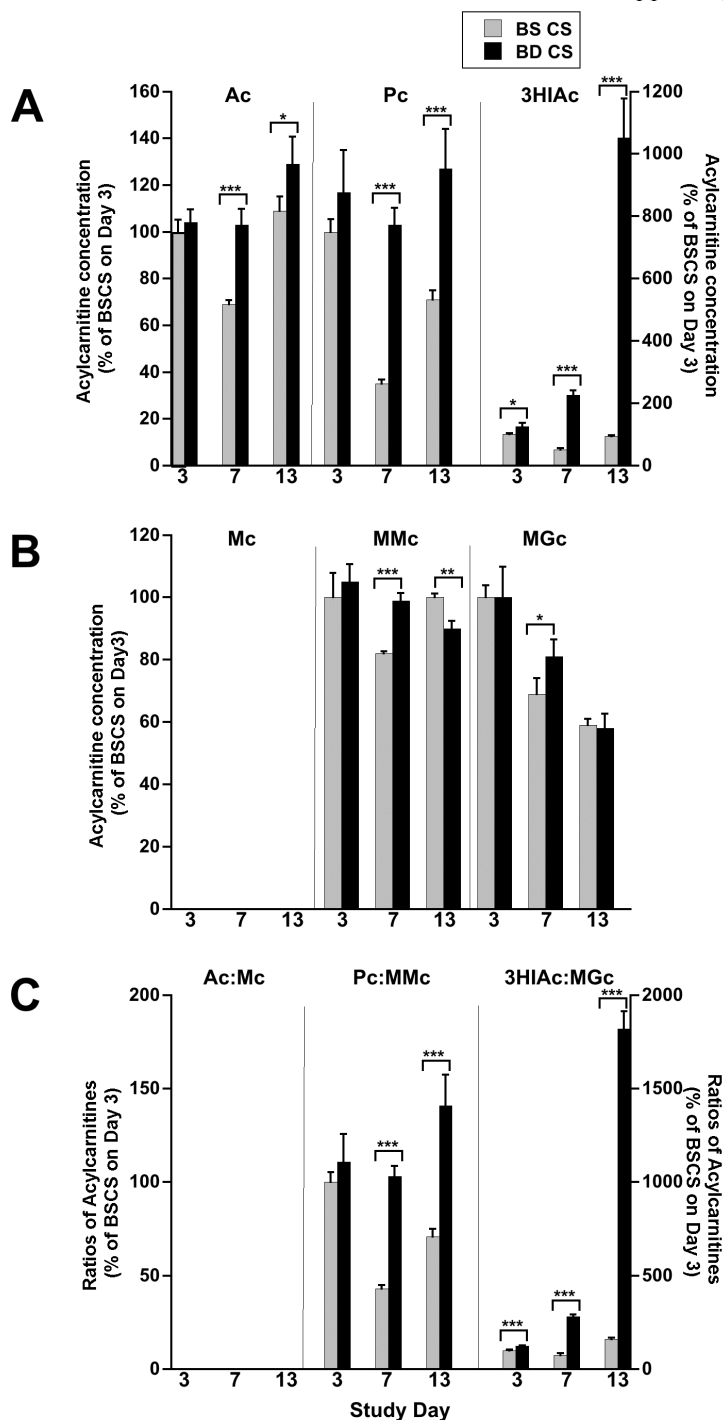 BS CS
BD CS
A
Ac
Pc
3HIAc
Acylcarnitine concentration
(% of BSCS on Day 3)
160
140
120
100
80
60
40
20
0
*
***
***
***
***
***
*
1200
1000
800
600
400
200
0
Acylcarnitine concentration
(% of BSCS on Day 3)
3 7 13 3 7 13 3 7 13
B
Mc
MMc
MGc
Acylcarnitine concentration
(% of BSCS on Day3)
120
100
80
60
40
20
0
***
**
*
3 7 13 3 7 13 3 7 13
C
Ac:Mc
Pc:MMc
3HIAc:MGc
Ratios of Acylcarnitines
(% of BSCS on Day 3)
200
150
100
50
0
***
***
***
***
***
2000
1500
1000
500
0
Ratios of Acylcarnitines
(% of BSCS on Day 3)
3 7 13 3 7 13 3 7 13
Study Day